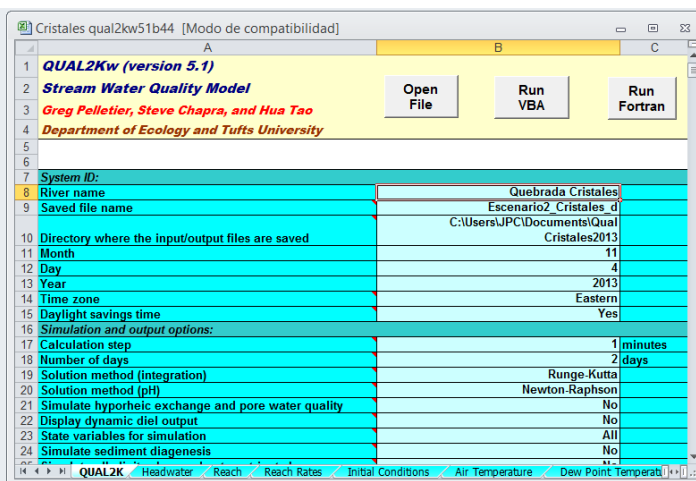 Cristales qual2kw51b44 [Modo de compatibilidad]
A B C
1 QUAL2Kw (version 5.1)
2 Stream Water Quality Model Open File Run VBA Run Fortran
3 Greg Pelletier, Steve Chapra, and Hua Tao
4 Department of Ecology and Tufts University
5
6
7 System ID:
8 River name Quebrada Cristales
9 Saved file name Escenario2_Cristales_d
10 Directory where the input/output files are saved C:\Users\JPC\Documents\Qual Cristales2013
11 Month 11
12 Day 4
13 Year 2013
14 Time zone Eastern
15 Daylight savings time Yes
16 Simulation and output options:
17 Calculation step 1 minutes
18 Number of days 2 days
19 Solution method (integration) Runge-Kutta
20 Solution method (pH) Newton-Raphson
21 Simulate hyporheic exchange and pore water quality No
22 Display dynamic diel output No
23 State variables for simulation All
24 Simulate sediment diagenesis No
QUAL2K Headwater Reach Reach Rates Initial Conditions Air Temperature Dew Point Temperatu